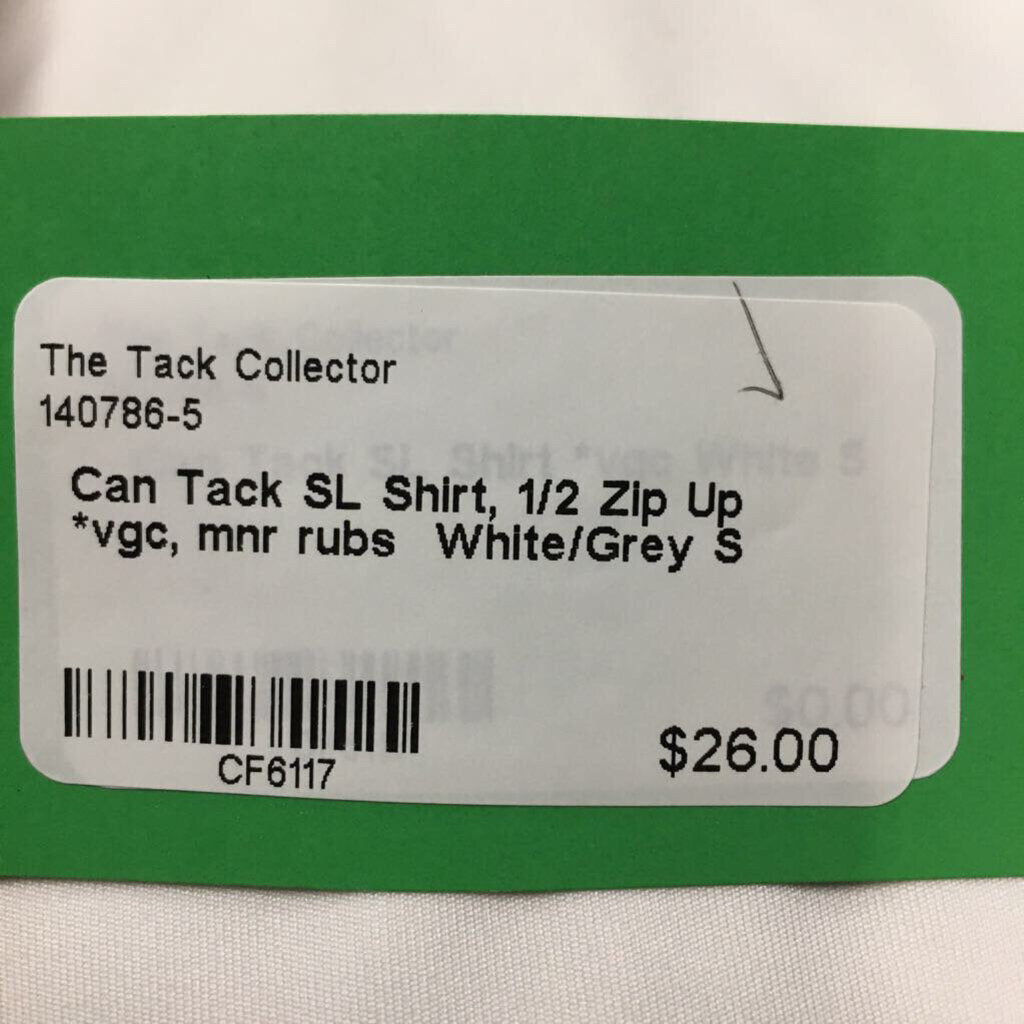 The Tack Collector
140786-5
Can Tack SL Shirt, 1/2 Zip Up
*vgc, mnr rubs White/Grey S
CF6117
$26.00